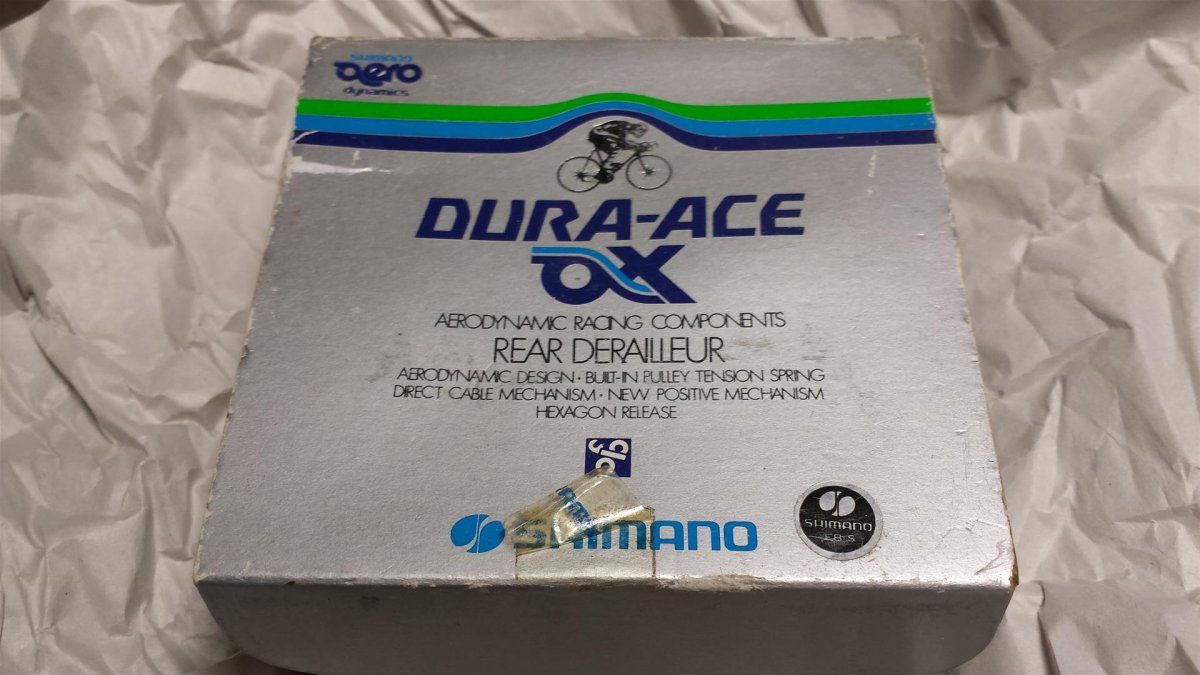 SHIMANO
aero
dynamics
DURA-ACE
AX
AERODYNAMIC RACING COMPONENTS
REAR DERAILLEUR
AERODYNAMIC DESIGN • BUILT-IN PULLEY TENSION SPRING
DIRECT CABLE MECHANISM • NEW POSITIVE MECHANISM
HEXAGON RELEASE
SHIMANO
SHIMANO